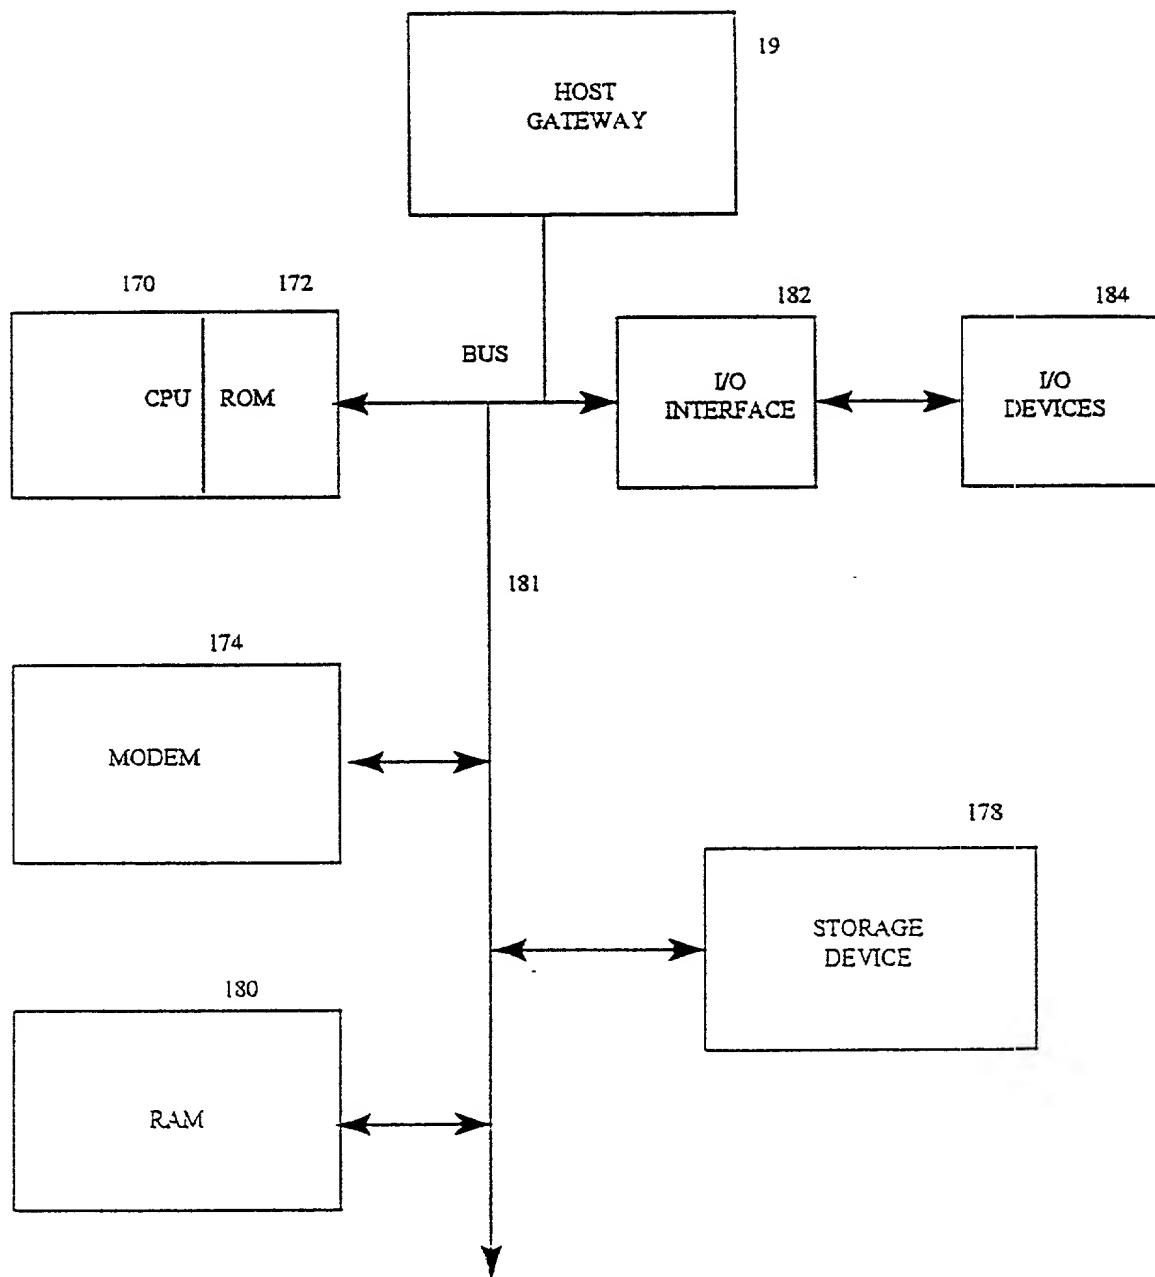 19
HOST
GATEWAY
170
172
182
184
BUS
CPU
ROM
I/O
INTERFACE
I/O
DEVICES
181
174
MODEM
178
STORAGE
DEVICE
180
RAM